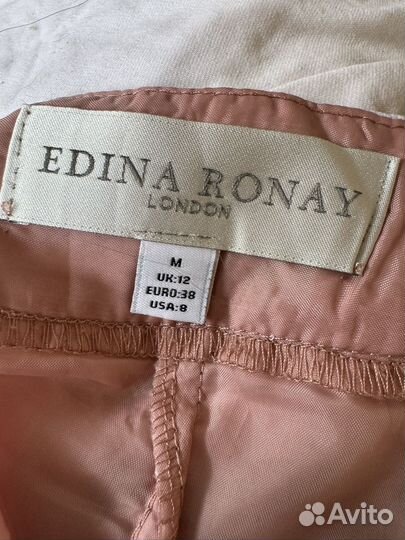 EDINA RONAY
LONDON
M
UK:12
EURO:38
USA:8
Avito